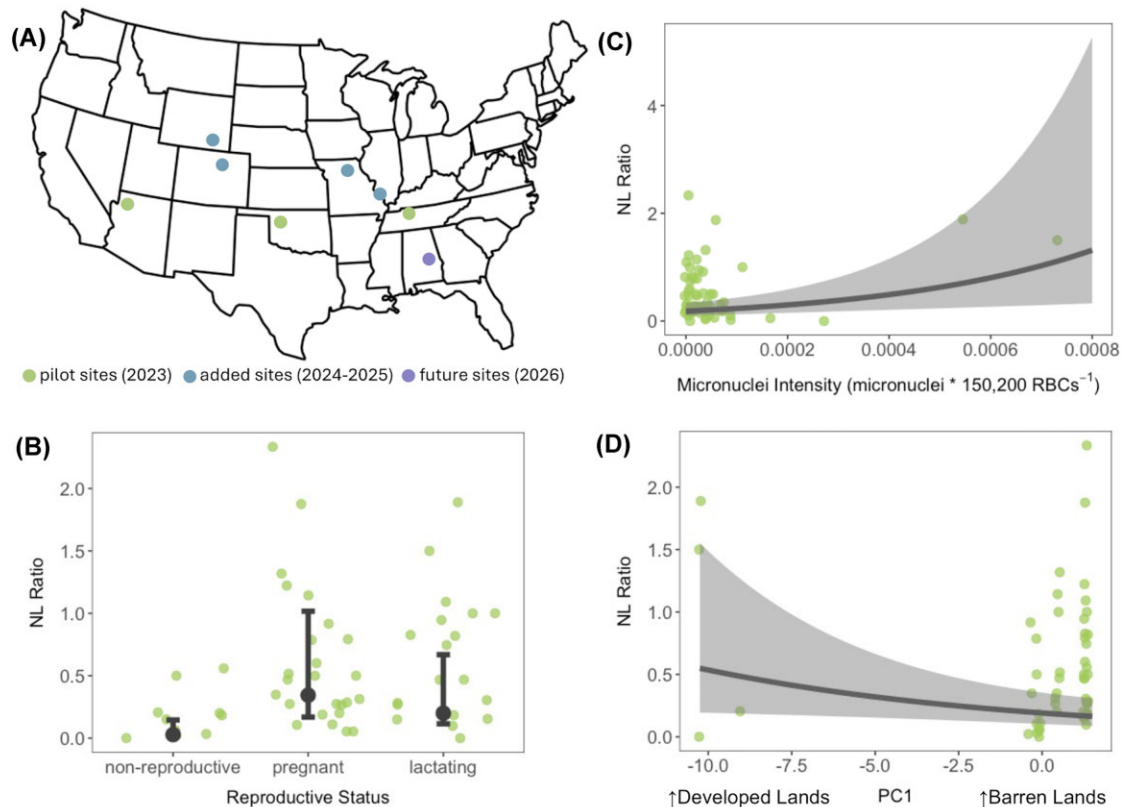 (A)
pilot sites (2023) added sites (2024-2025) future sites (2026)
(B)
NL Ratio
2.0
1.5
1.0
0.5
0.0
non-reproductive pregnant lactating
Reproductive Status
(C)
NL Ratio
4
2
0
0.0000 0.0002 0.0004 0.0006 0.0008
Micronuclei Intensity (micronuclei * 150,200 RBCs⁻¹)
(D)
NL Ratio
2.0
1.5
1.0
0.5
0.0
-10.0 -7.5 -5.0 -2.5 0.0
↑Developed Lands PC1 ↑Barren Lands